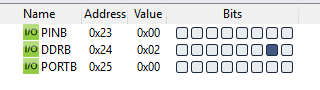 Name Address Value Bits
I/O PINB 0x23 0x00
I/O DDRB 0x24 0x02
I/O PORTB 0x25 0x00